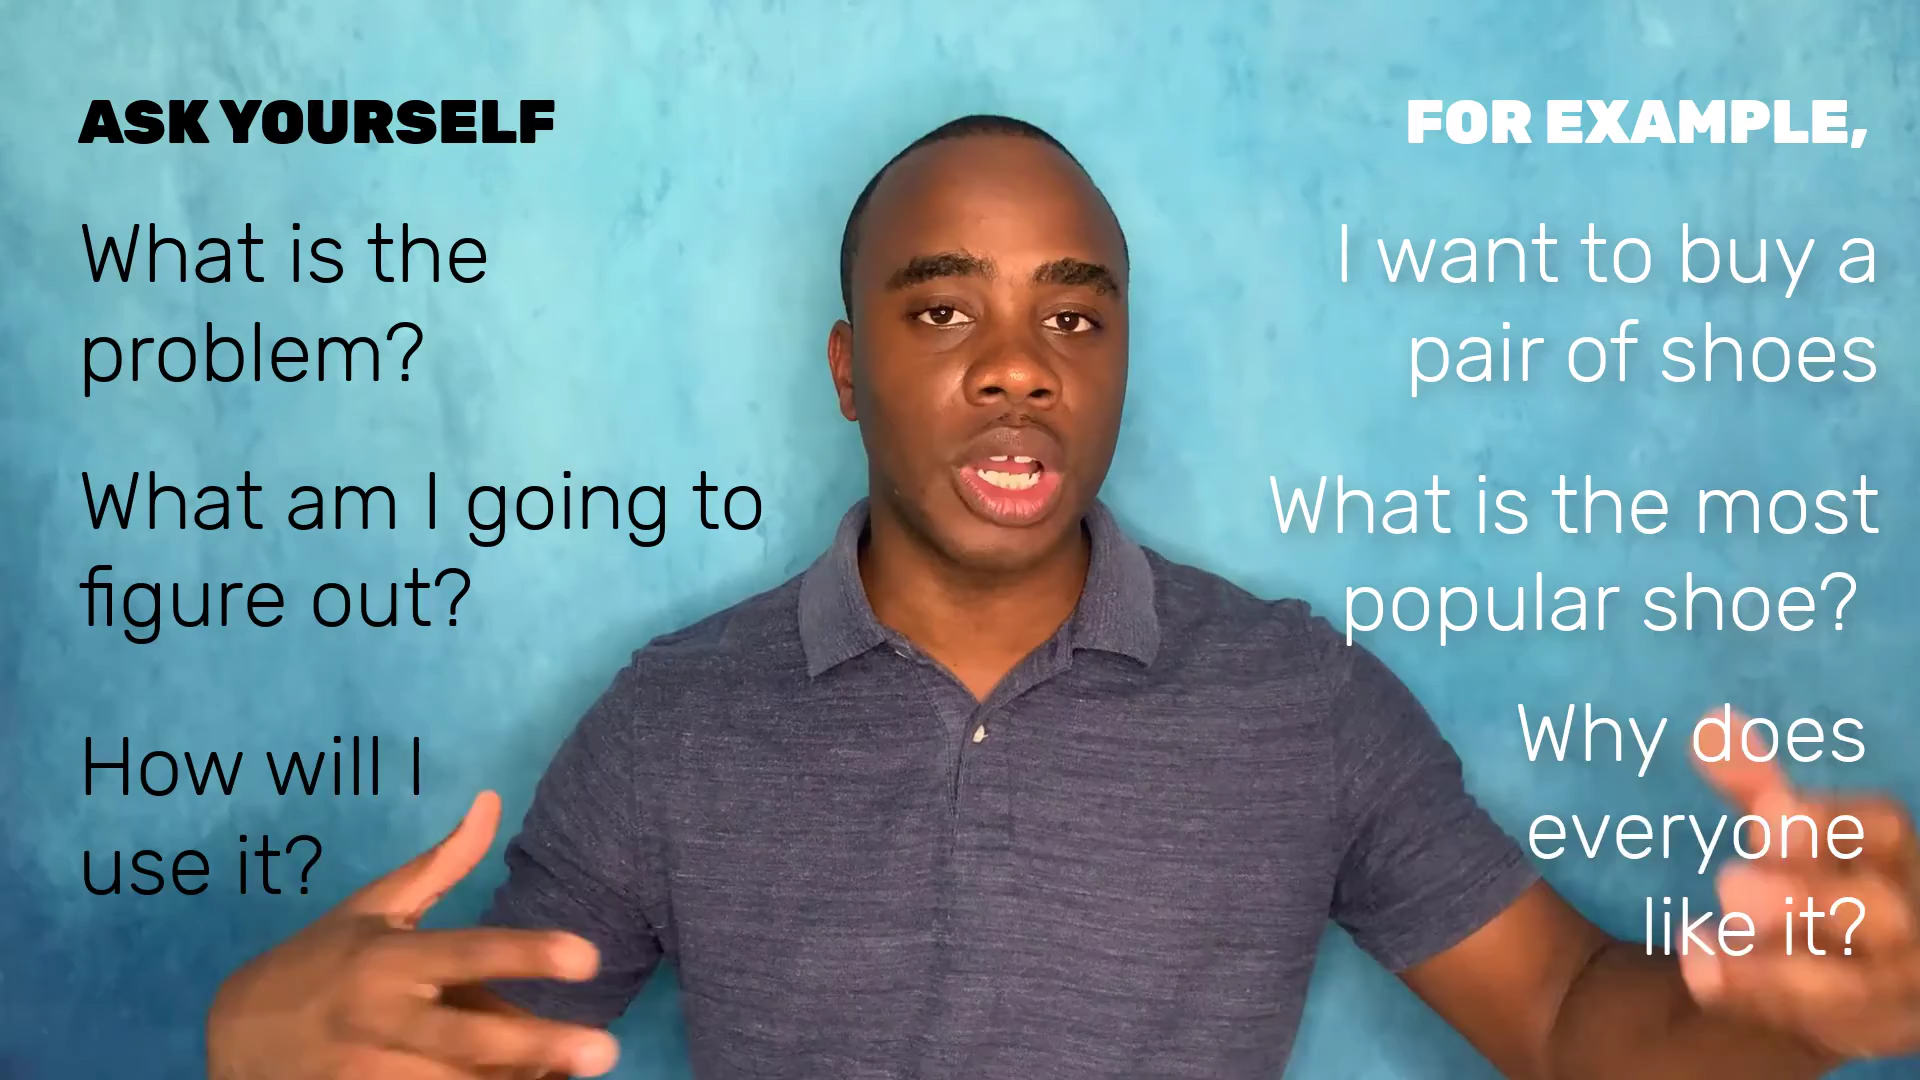 ASK YOURSELF
What is the
problem?
What am I going to
figure out?
How will I
use it?
FOR EXAMPLE,
I want to buy a
pair of shoes
What is the most
popular shoe?
Why does
everyone
like it?